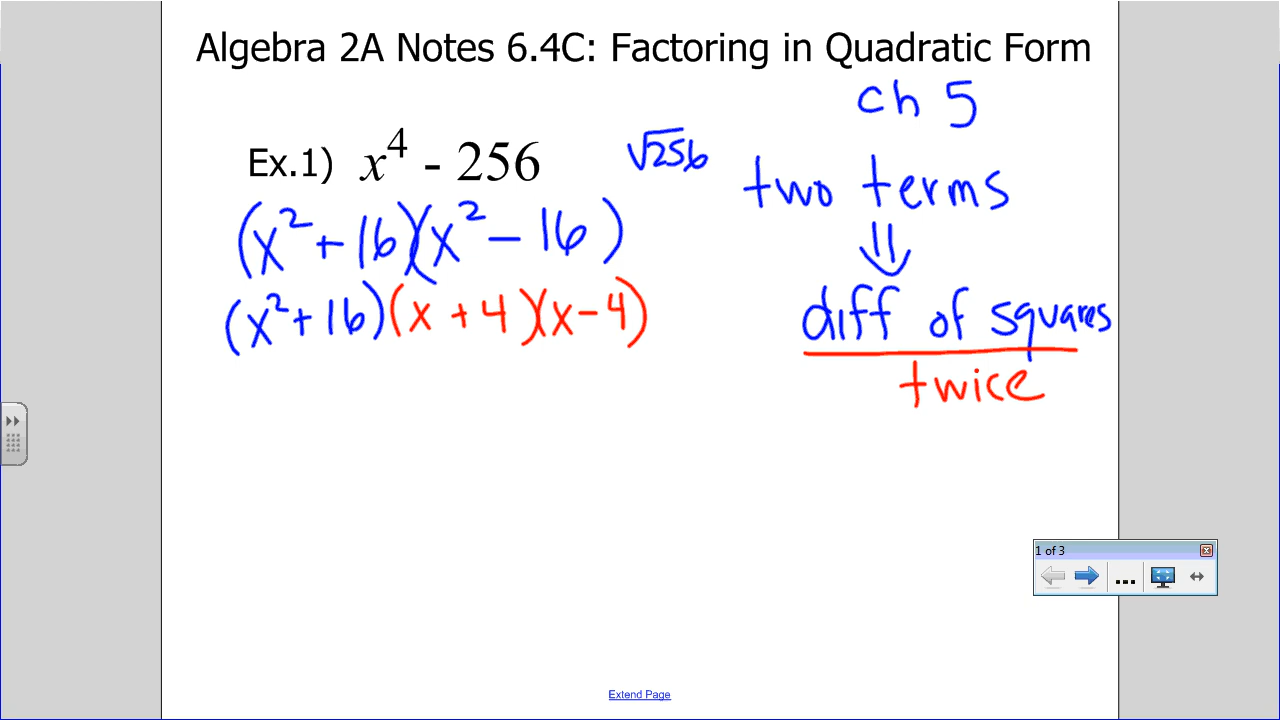 Algebra 2A Notes 6.4C: Factoring in Quadratic Form
ch 5
Ex.1) x⁴ - 256
√256
two terms
⇓
(x² + 16)(x² - 16)
(x² + 16)(x + 4)(x - 4)
diff of squares
twice
1 of 3
...
Extend Page